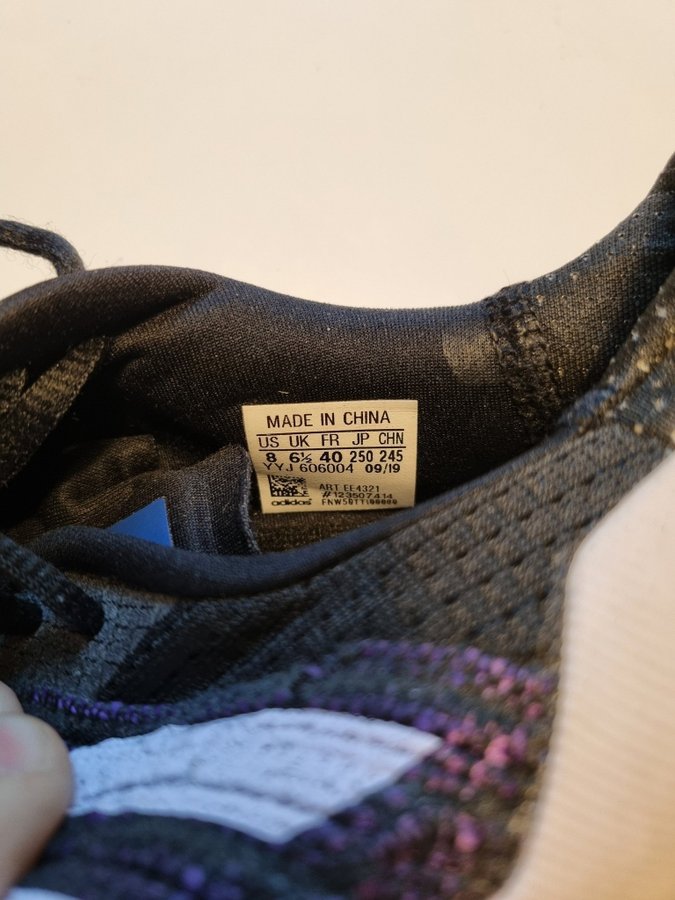 MADE IN CHINA
US UK FR JP CHN
8 6½ 40 250 245
YYJ 606004 09/19
ART EE4321
#123507414
adidas